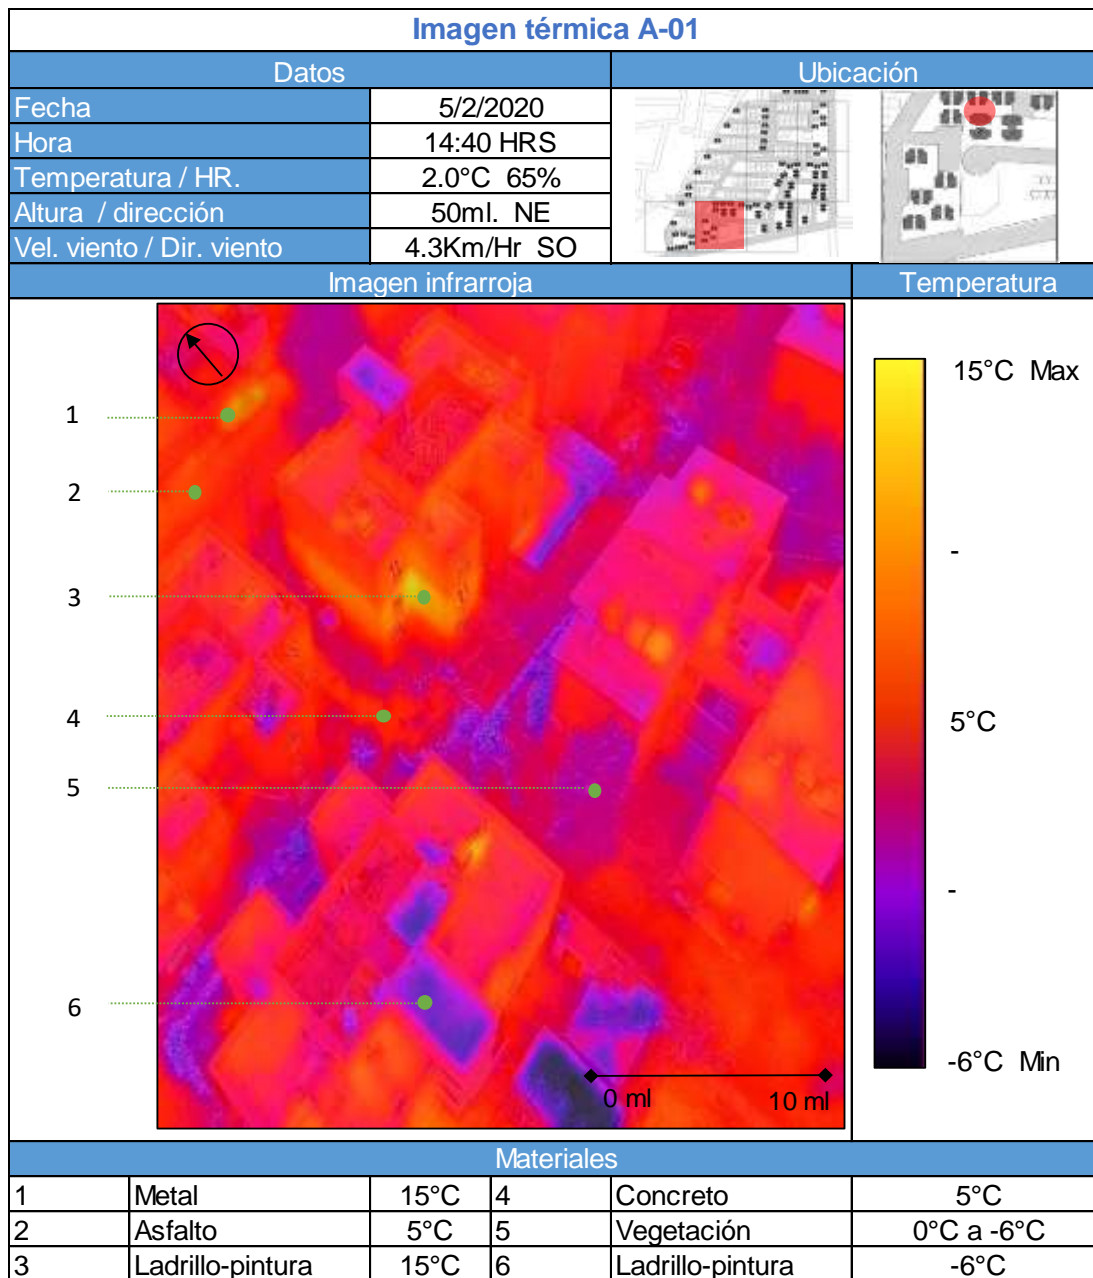 Imagen térmica A-01
Datos Ubicación
Fecha 5/2/2020
Hora 14:40 HRS
Temperatura / HR. 2.0°C 65%
Altura / dirección 50ml. NE
Vel. viento / Dir. viento 4.3Km/Hr SO
Imagen infrarroja Temperatura
15°C Max
1
2
-
3
4 5°C
5
-
6
-6°C Min
0 ml 10 ml
Materiales
1 Metal 15°C 4 Concreto 5°C
2 Asfalto 5°C 5 Vegetación 0°C a -6°C
3 Ladrillo-pintura 15°C 6 Ladrillo-pintura -6°C